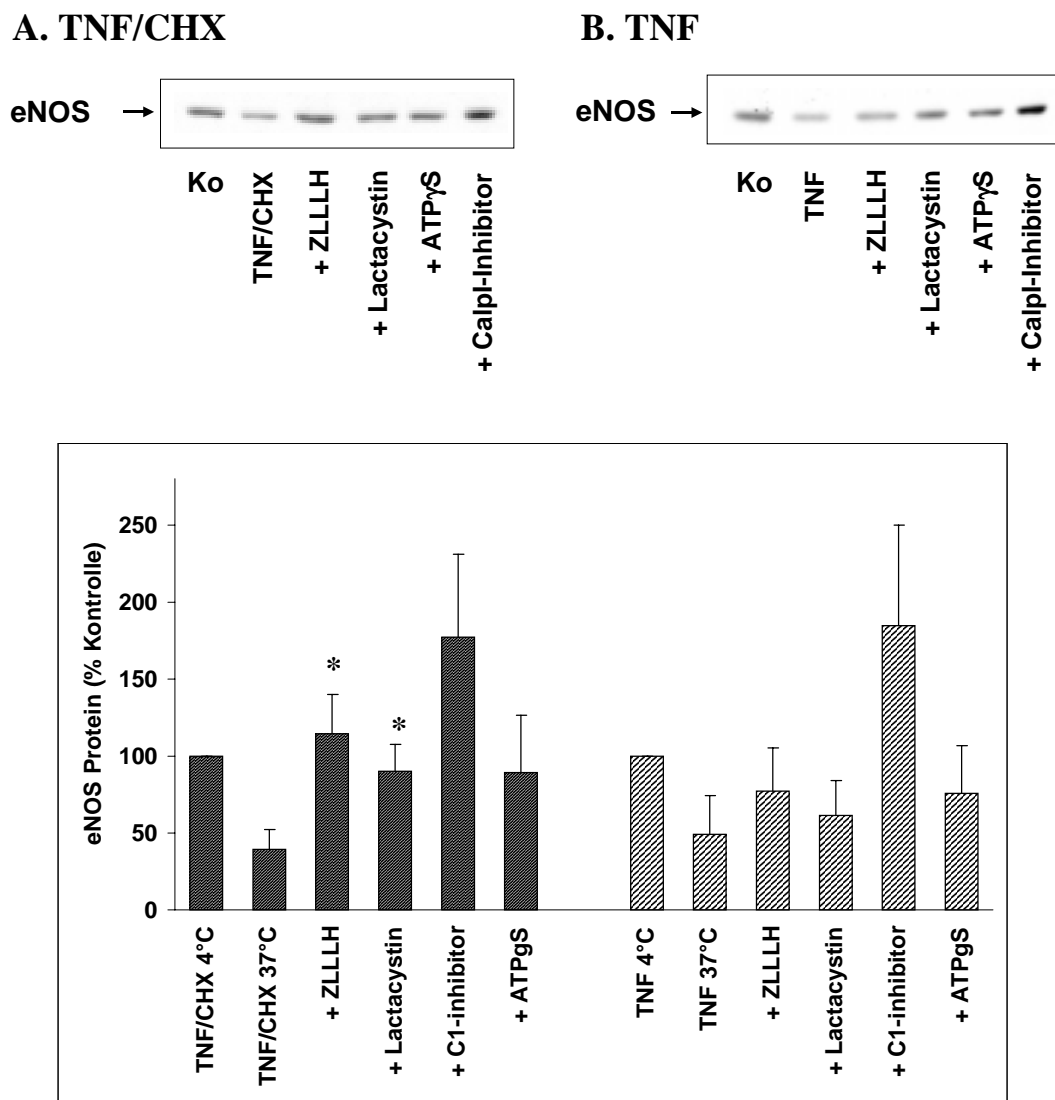 A. TNF/CHX
eNOS
Ko
TNF/CHX
+ ZLLLH
+ Lactacystin
+ ATPγS
+ CalpI-Inhibitor
B. TNF
eNOS
Ko
TNF
+ ZLLLH
+ Lactacystin
+ ATPγS
+ CalpI-Inhibitor
eNOS Protein (% Kontrolle)
250
200
150
100
50
0
*
*
TNF/CHX 4°C
TNF/CHX 37°C
+ ZLLLH
+ Lactacystin
+ C1-inhibitor
+ ATPgS
TNF 4°C
TNF 37°C
+ ZLLLH
+ Lactacystin
+ C1-inhibitor
+ ATPgS